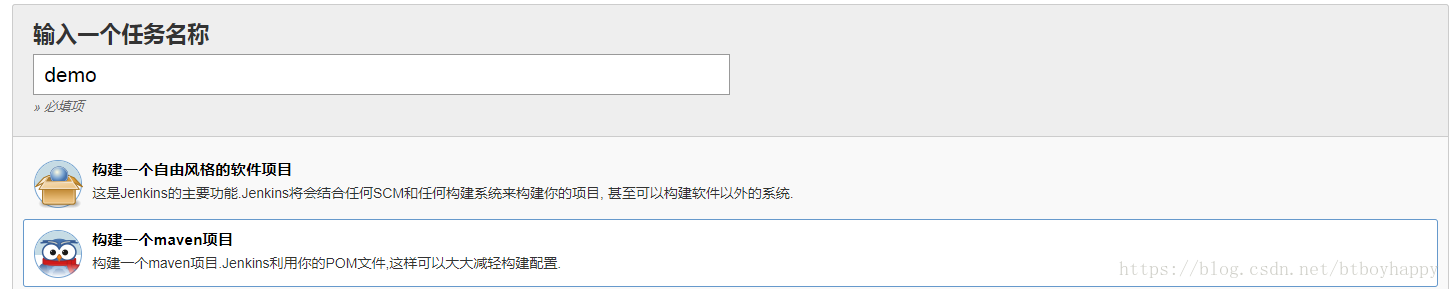 输入一个任务名称
demo
» 必填项
构建一个自由风格的软件项目
这是Jenkins的主要功能.Jenkins将会结合任何SCM和任何构建系统来构建你的项目, 甚至可以构建软件以外的系统.
构建一个maven项目
构建一个maven项目.Jenkins利用你的POM文件,这样可以大大减轻构建配置.
https://blog.csdn.net/btboyhappy